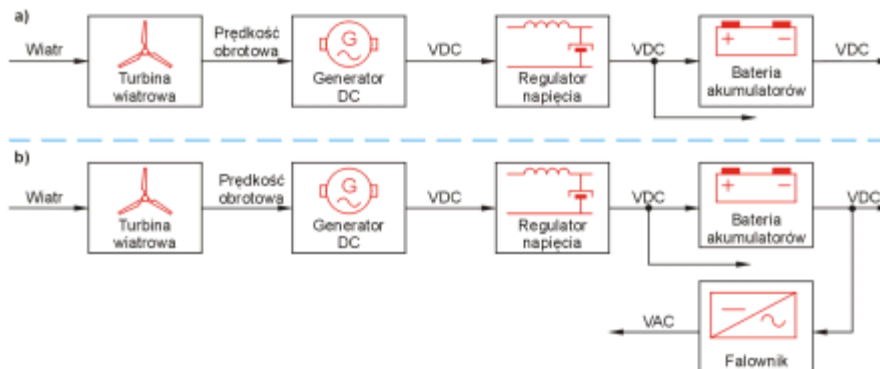 a)
Wiatr
Prędkość
obrotowa
G
VDC
VDC
VDC
Turbina
wiatrowa
Generator
DC
Regulator
napięcia
Bateria
akumulatorów
b)
Wiatr
Prędkość
obrotowa
G
VDC
VDC
VDC
Turbina
wiatrowa
Generator
DC
Regulator
napięcia
Bateria
akumulatorów
VAC
Falownik